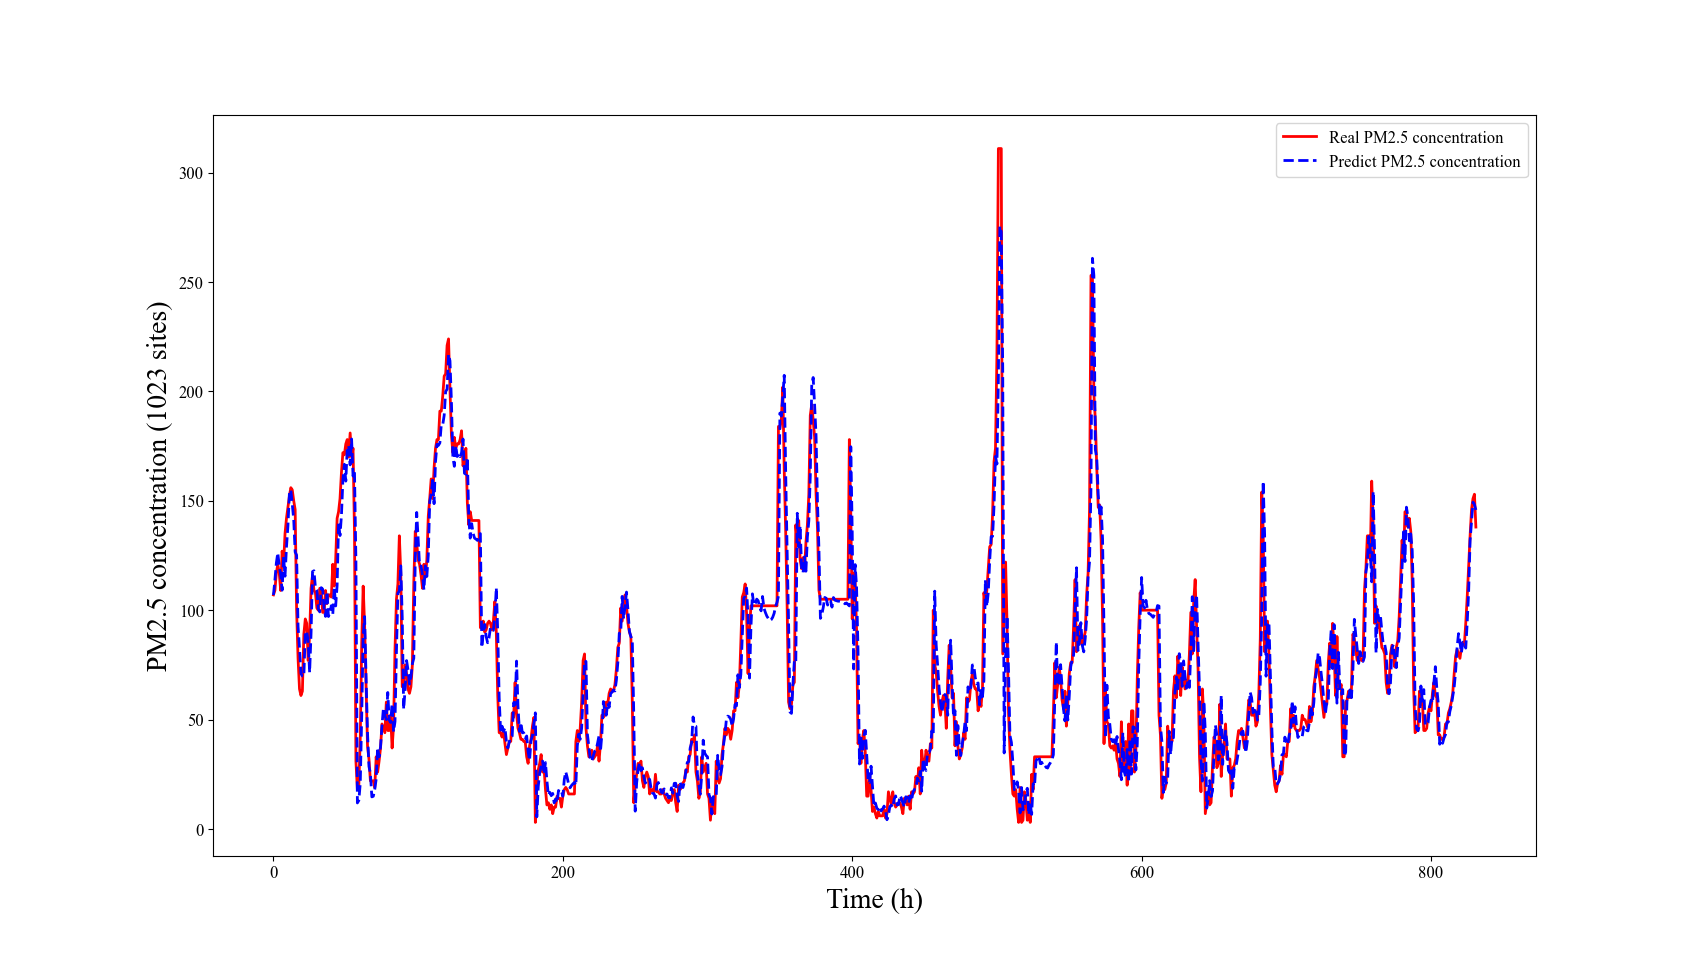 Real PM2.5 concentration
Predict PM2.5 concentration
300
250
200
150
100
50
0
PM2.5 concentration (1023 sites)
0 200 400 600 800
Time (h)